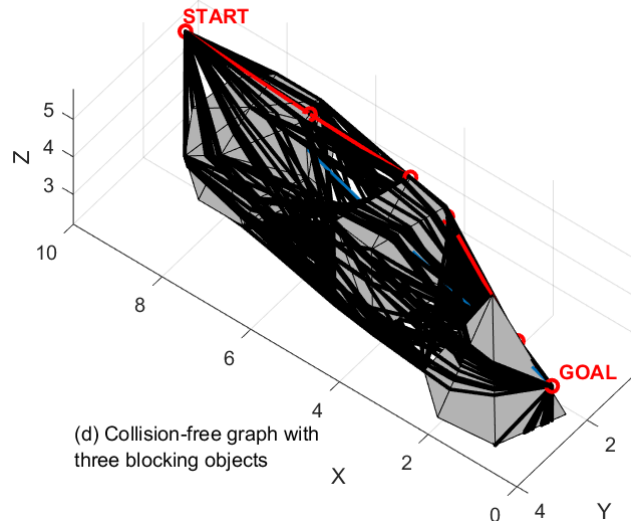 START
5
4
3
Z
10
8
6
4
2
0
X
GOAL
2
4
Y
(d) Collision-free graph with
three blocking objects